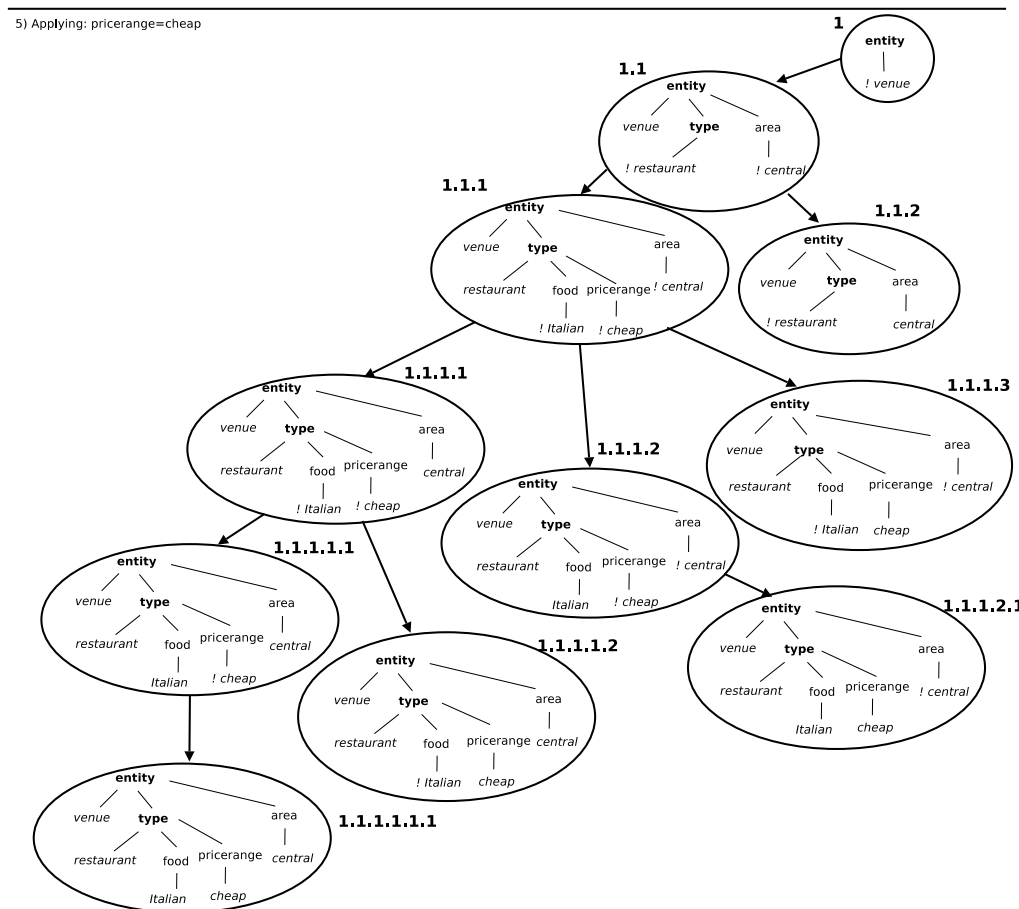 5) Applying: pricerange=cheap
1
entity
! venue
1.1
entity
venue type area
! restaurant ! central
1.1.1
entity
venue type area
restaurant food pricerange ! central
! Italian ! cheap
1.1.2
entity
venue type area
! restaurant central
1.1.1.1
entity
venue type area
restaurant food pricerange central
! Italian ! cheap
1.1.1.2
entity
venue type area
restaurant food pricerange ! central
Italian ! cheap
1.1.1.3
entity
venue type area
restaurant food pricerange ! central
! Italian cheap
1.1.1.1.1
entity
venue type area
restaurant food pricerange central
Italian ! cheap
1.1.1.1.2
entity
venue type area
restaurant food pricerange central
! Italian cheap
1.1.1.2.1
entity
venue type area
restaurant food pricerange ! central
Italian cheap
1.1.1.1.1.1
entity
venue type area
restaurant food pricerange central
Italian cheap